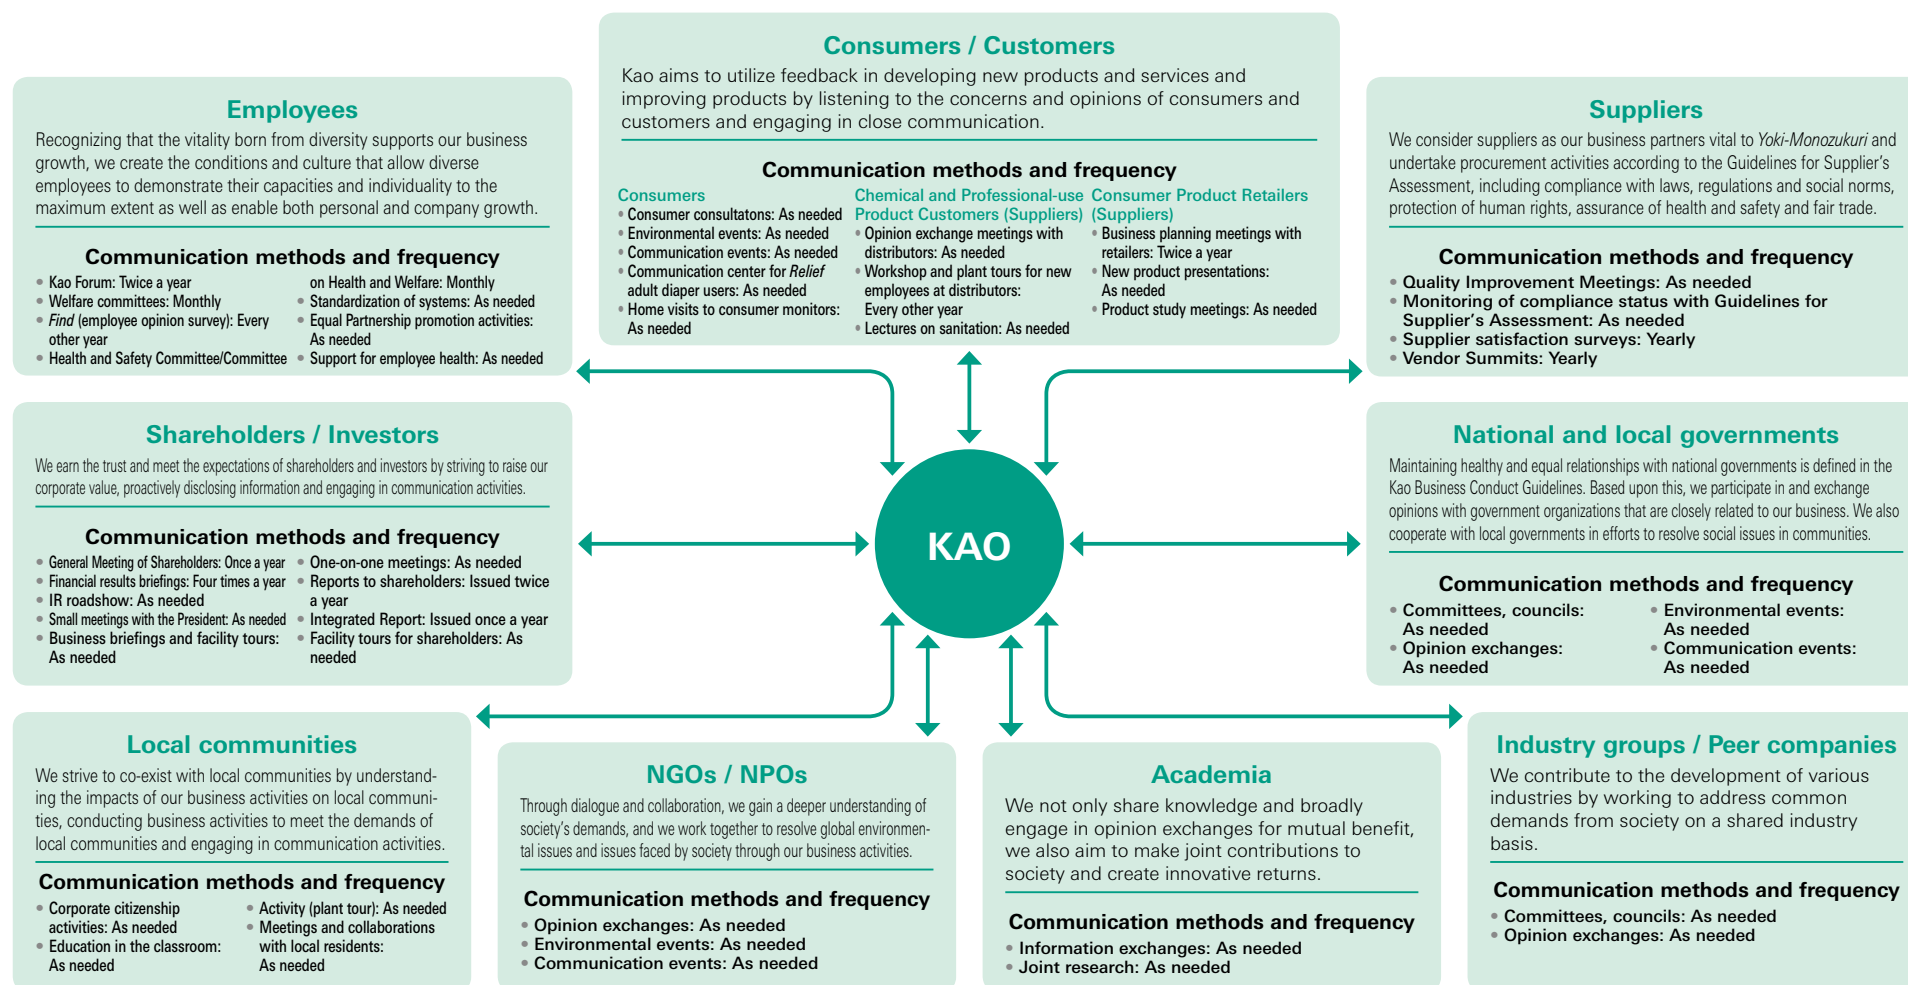 Consumers / Customers
Kao aims to utilize feedback in developing new products and services and
improving products by listening to the concerns and opinions of consumers and
customers and engaging in close communication.
Communication methods and frequency
Consumers
• Consumer consultatons: As needed
• Environmental events: As needed
• Communication events: As needed
• Communication center for Relief
adult diaper users: As needed
• Home visits to consumer monitors:
As needed
Chemical and Professional-use
Product Customers (Suppliers)
• Opinion exchange meetings with
distributors: As needed
• Workshop and plant tours for new
employees at distributors:
Every other year
• Lectures on sanitation: As needed
Consumer Product Retailers
(Suppliers)
• Business planning meetings with
retailers: Twice a year
• New product presentations:
As needed
• Product study meetings: As needed
Employees
Recognizing that the vitality born from diversity supports our business
growth, we create the conditions and culture that allow diverse
employees to demonstrate their capacities and individuality to the
maximum extent as well as enable both personal and company growth.
Communication methods and frequency
• Kao Forum: Twice a year
• Welfare committees: Monthly
• Find (employee opinion survey): Every
other year
• Health and Safety Committee/Committee
on Health and Welfare: Monthly
• Standardization of systems: As needed
• Equal Partnership promotion activities:
As needed
• Support for employee health: As needed
Suppliers
We consider suppliers as our business partners vital to Yoki-Monozukuri and
undertake procurement activities according to the Guidelines for Supplier's
Assessment, including compliance with laws, regulations and social norms,
protection of human rights, assurance of health and safety and fair trade.
Communication methods and frequency
• Quality Improvement Meetings: As needed
• Monitoring of compliance status with Guidelines for
Supplier's Assessment: As needed
• Supplier satisfaction surveys: Yearly
• Vendor Summits: Yearly
Shareholders / Investors
We earn the trust and meet the expectations of shareholders and investors by striving to raise our
corporate value, proactively disclosing information and engaging in communication activities.
Communication methods and frequency
• General Meeting of Shareholders: Once a year
• Financial results briefings: Four times a year
• IR roadshow: As needed
• Small meetings with the President: As needed
• Business briefings and facility tours:
As needed
• One-on-one meetings: As needed
• Reports to shareholders: Issued twice
a year
• Integrated Report: Issued once a year
• Facility tours for shareholders: As
needed
KAO
National and local governments
Maintaining healthy and equal relationships with national governments is defined in the
Kao Business Conduct Guidelines. Based upon this, we participate in and exchange
opinions with government organizations that are closely related to our business. We also
cooperate with local governments in efforts to resolve social issues in communities.
Communication methods and frequency
• Committees, councils:
As needed
• Opinion exchanges:
As needed
• Environmental events:
As needed
• Communication events:
As needed
Local communities
We strive to co-exist with local communities by understand-
ing the impacts of our business activities on local communi-
ties, conducting business activities to meet the demands of
local communities and engaging in communication activities.
Communication methods and frequency
• Corporate citizenship
activities: As needed
• Education in the classroom:
As needed
• Activity (plant tour): As needed
• Meetings and collaborations
with local residents:
As needed
NGOs / NPOs
Through dialogue and collaboration, we gain a deeper understanding of
society's demands, and we work together to resolve global environmen-
tal issues and issues faced by society through our business activities.
Communication methods and frequency
• Opinion exchanges: As needed
• Environmental events: As needed
• Communication events: As needed
Academia
We not only share knowledge and broadly
engage in opinion exchanges for mutual benefit,
we also aim to make joint contributions to
society and create innovative returns.
Communication methods and frequency
• Information exchanges: As needed
• Joint research: As needed
Industry groups / Peer companies
We contribute to the development of various
industries by working to address common
demands from society on a shared industry
basis.
Communication methods and frequency
• Committees, councils: As needed
• Opinion exchanges: As needed